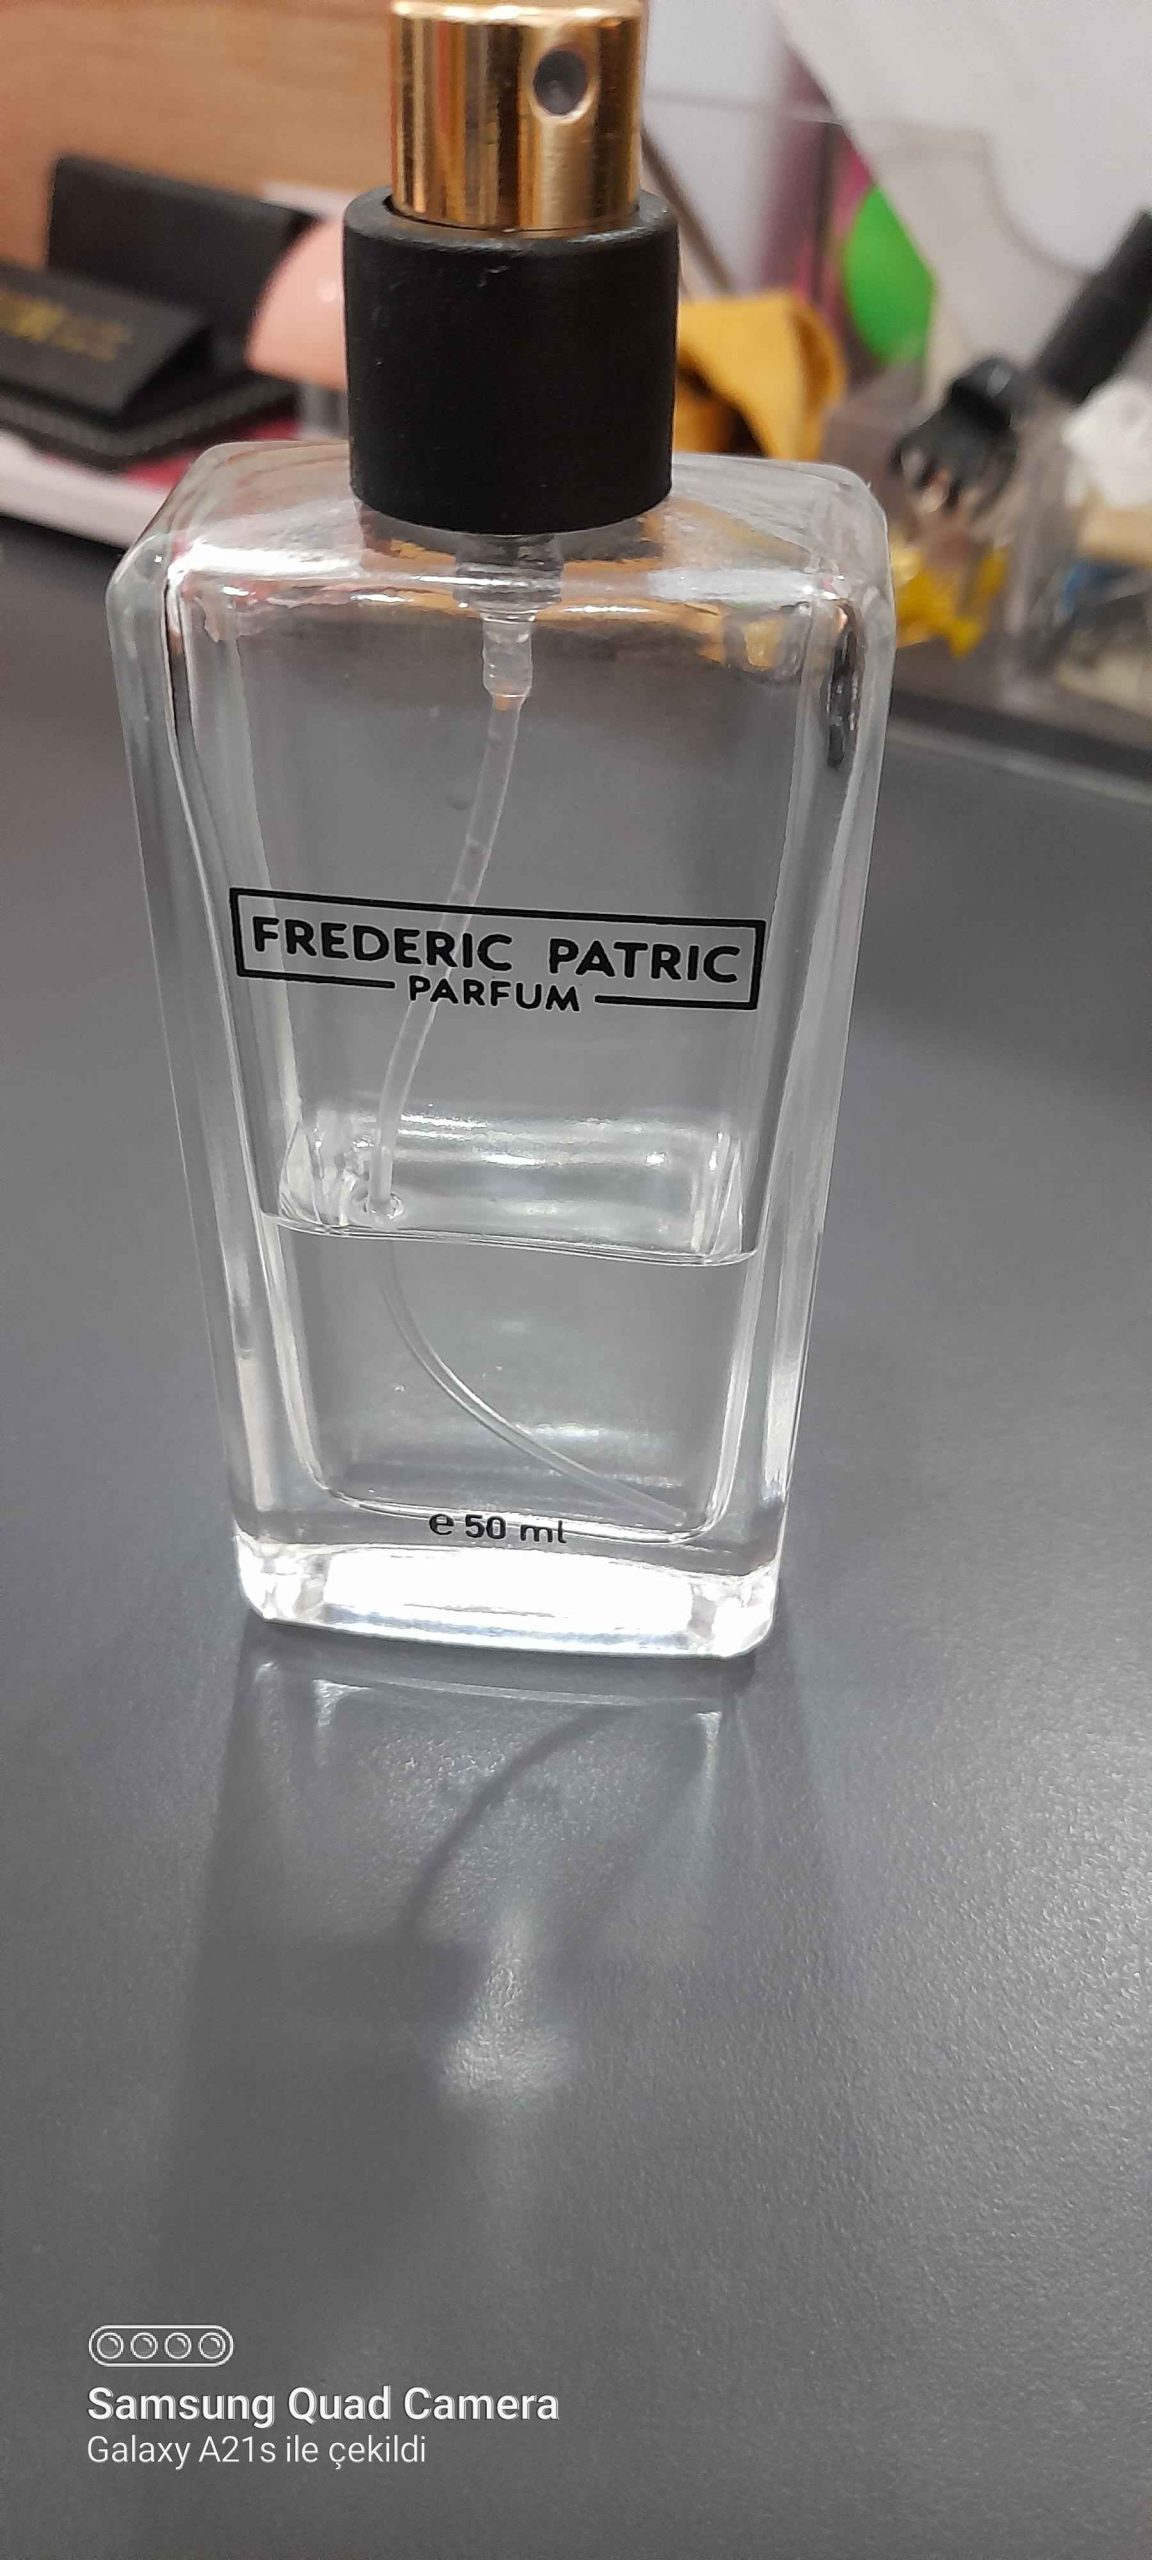 FREDERIC PATRIC
PARFUM
e 50 ml
Samsung Quad Camera
Galaxy A21s ile çekildi